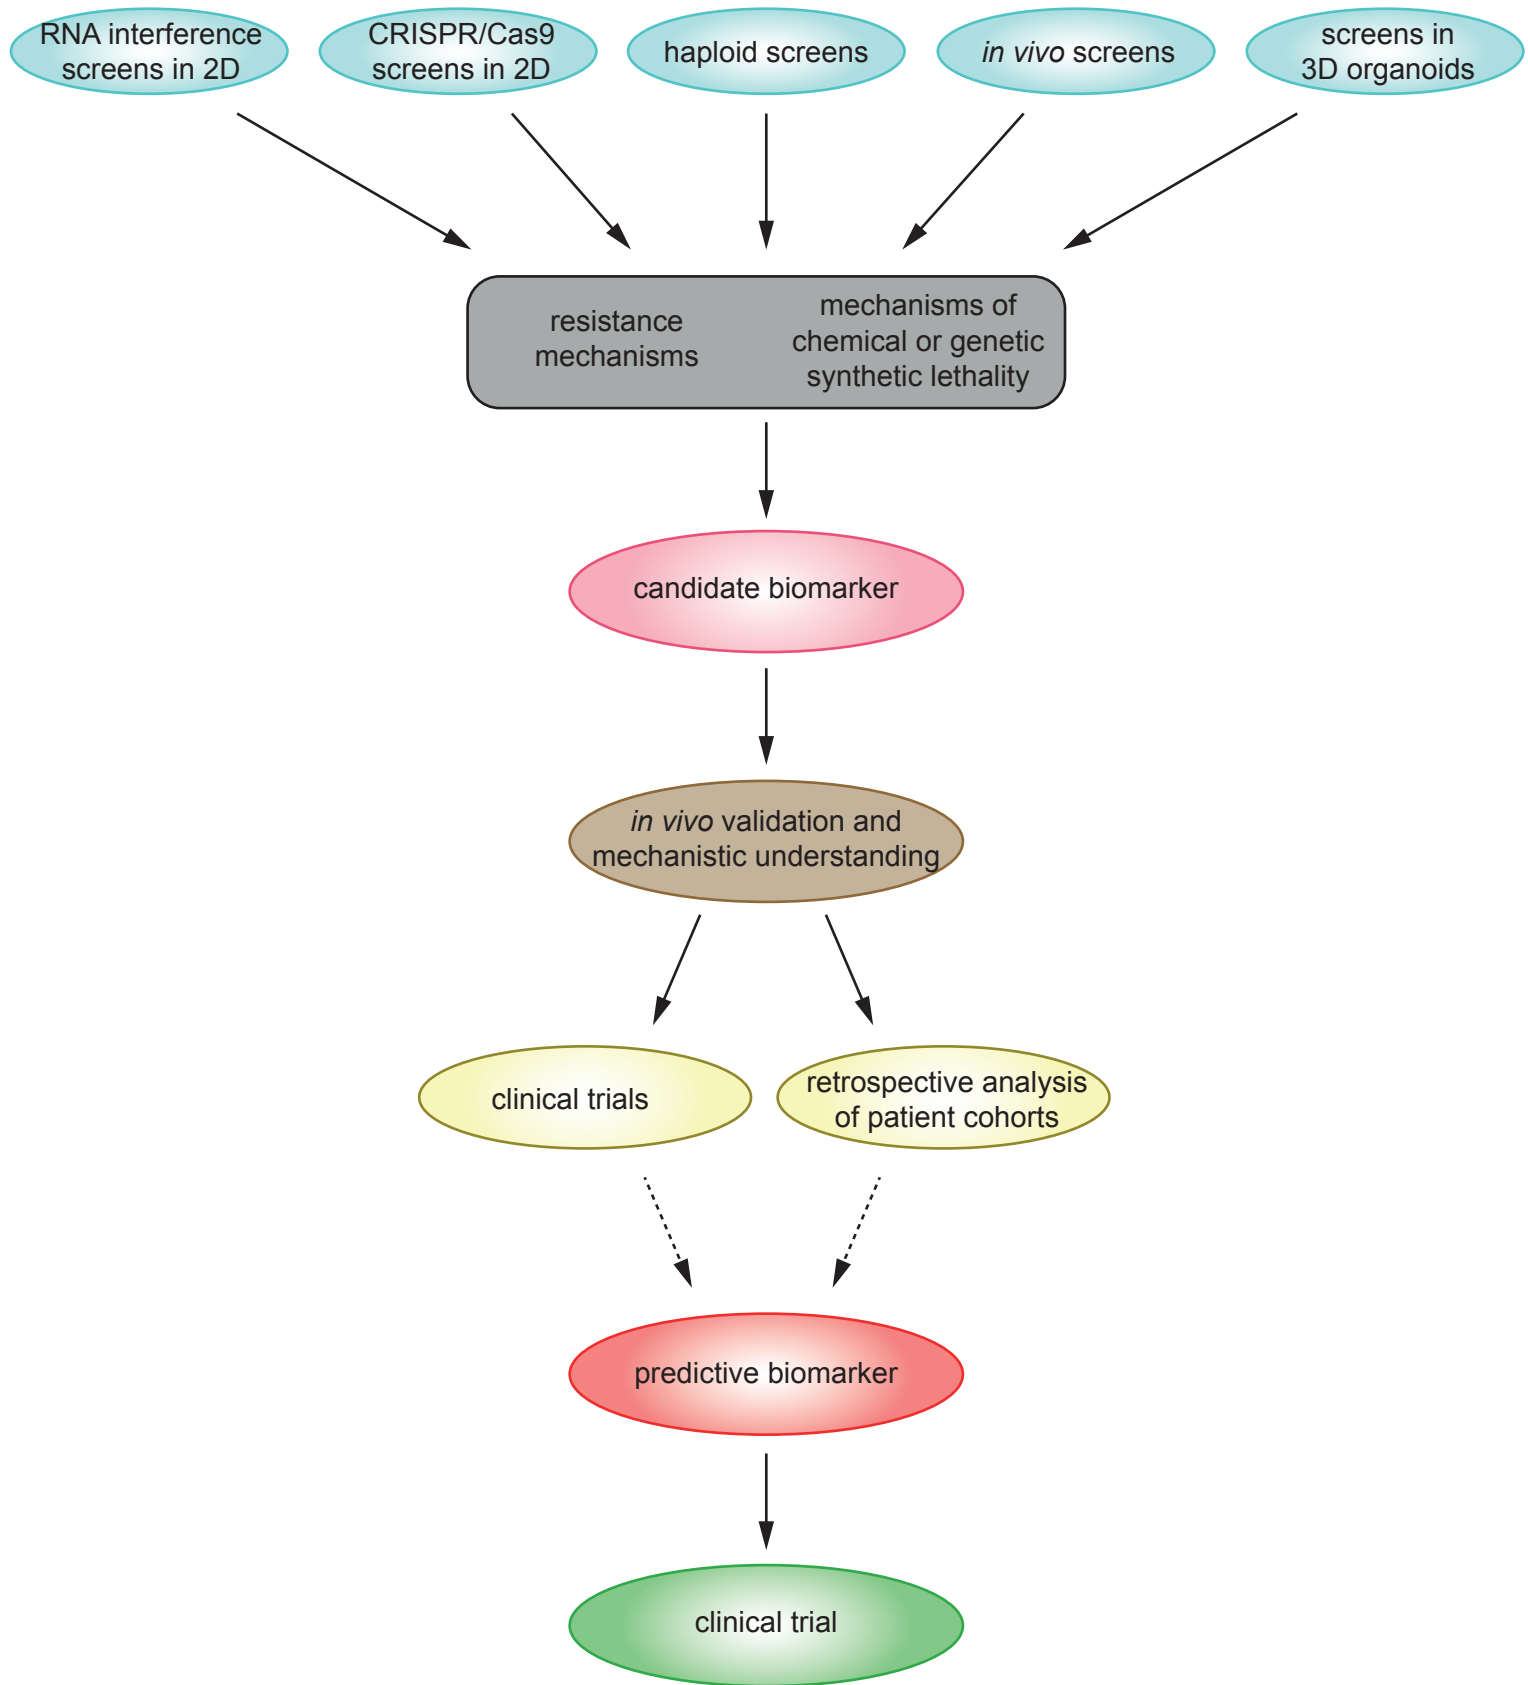 RNA interference
screens in 2D
CRISPR/Cas9
screens in 2D
haploid screens
in vivo screens
screens in
3D organoids
resistance
mechanisms
mechanisms of
chemical or genetic
synthetic lethality
candidate biomarker
in vivo validation and
mechanistic understanding
clinical trials
retrospective analysis
of patient cohorts
predictive biomarker
clinical trial